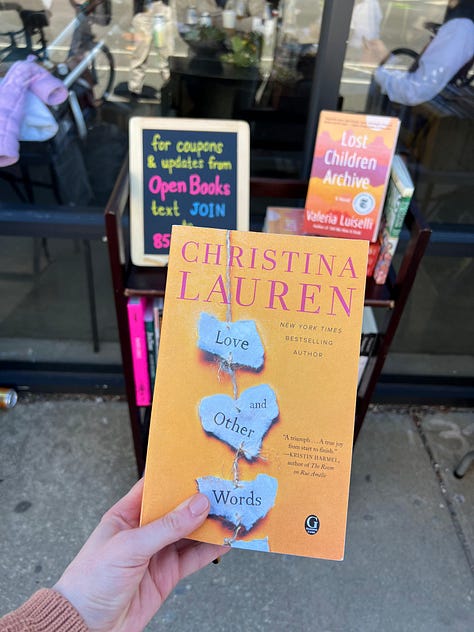 for coupons
& updates from
Open Books
text JOIN
85
Lost
Children
Archive
A Novel
Valeria Luiselli
CHRISTINA
LAUREN
NEW YORK TIMES
BESTSELLING
AUTHOR
Love
and
Other
Words
"A triumph . . . A true joy
from start to finish."
—KRISTIN HARMEL,
author of The Room
on Rue Amélie
G